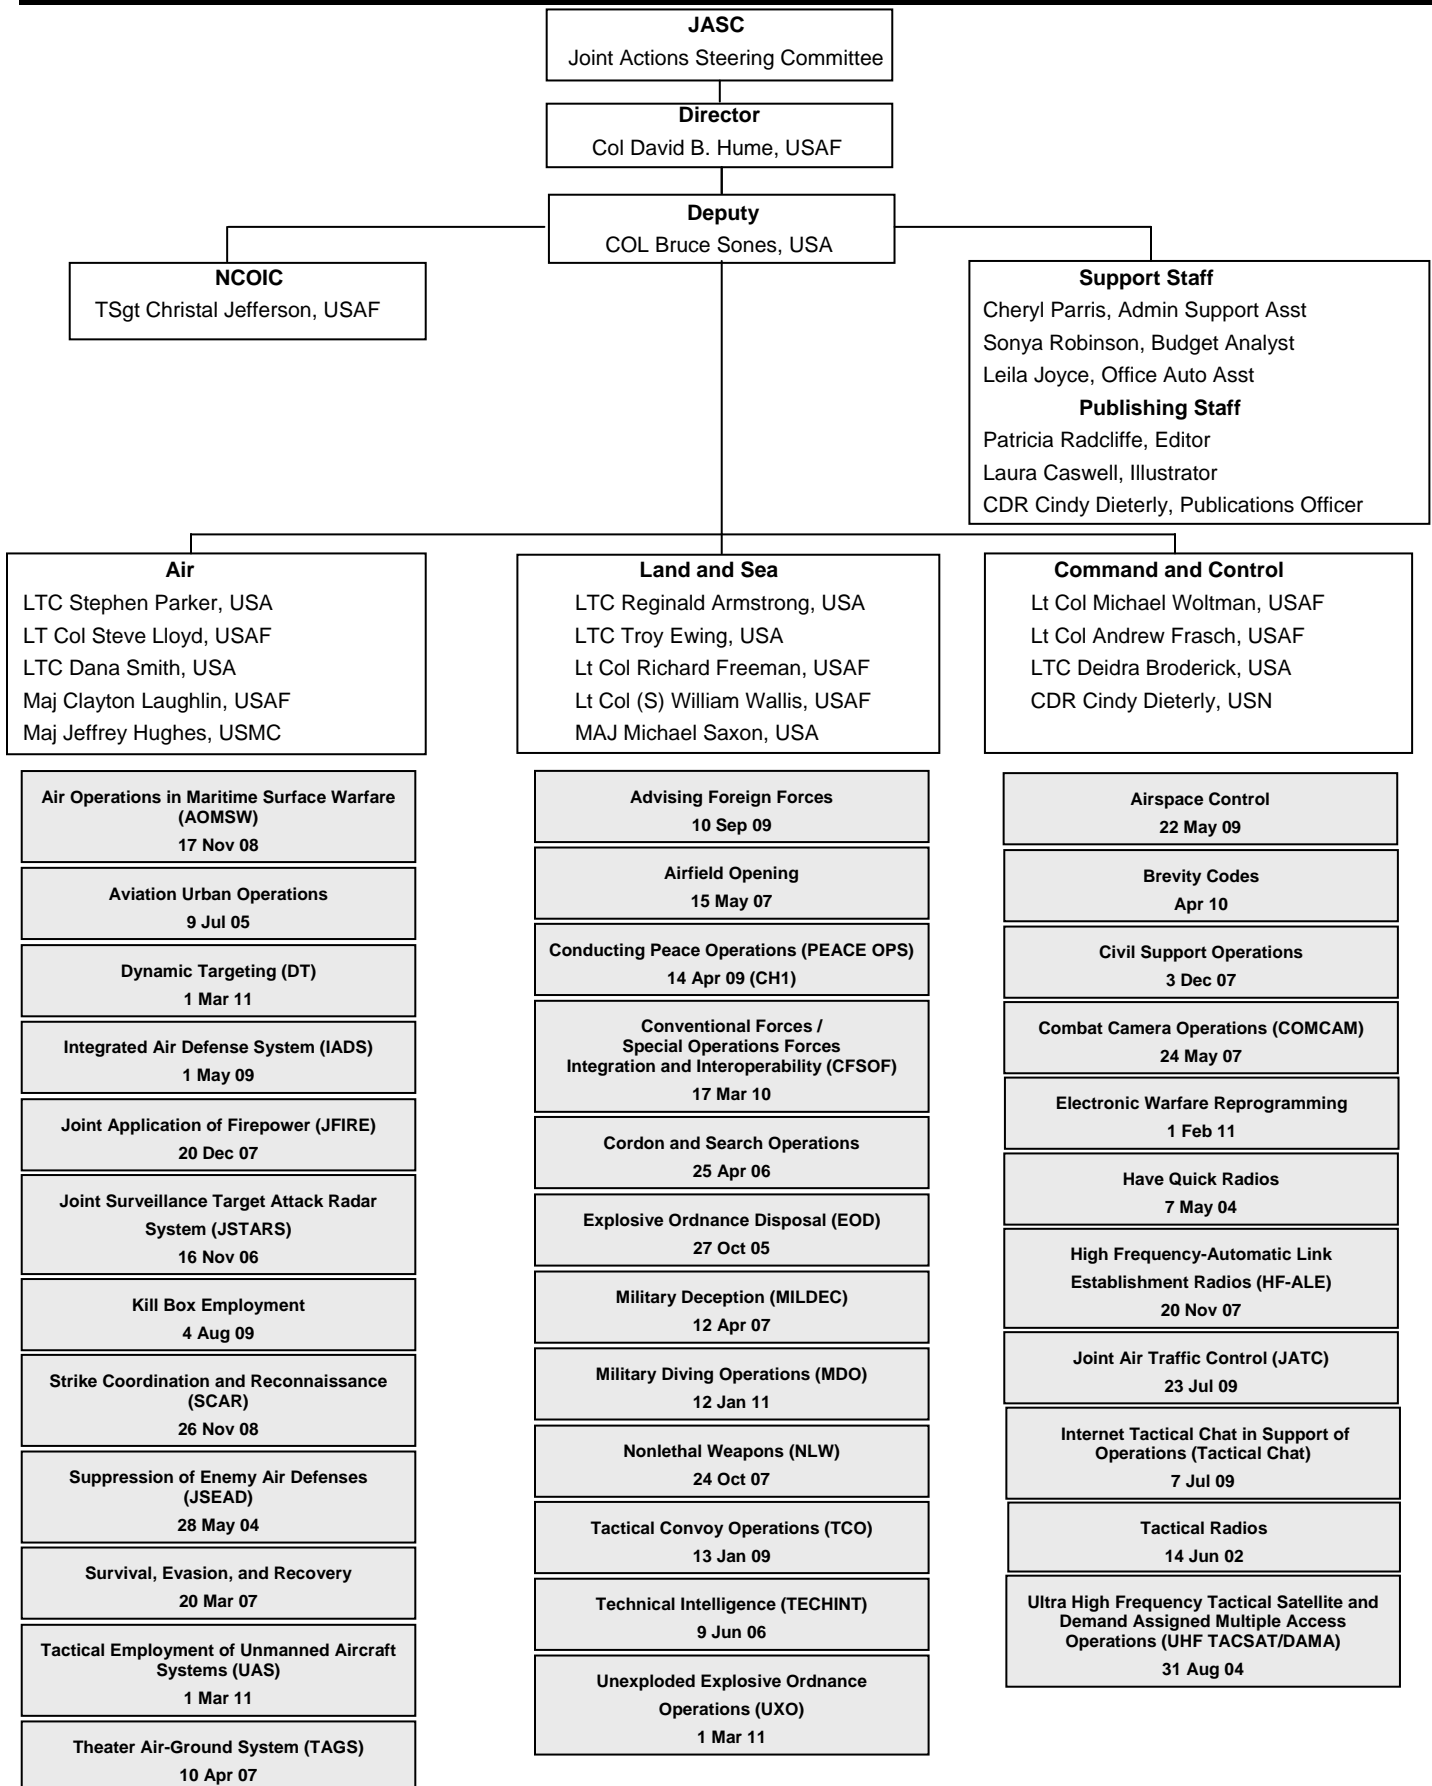 JASC
Joint Actions Steering Committee
Director
Col David B. Hume, USAF
Deputy
COL Bruce Sones, USA
NCOIC
TSgt Christal Jefferson, USAF
Support Staff
Cheryl Parris, Admin Support Asst
Sonya Robinson, Budget Analyst
Leila Joyce, Office Auto Asst
Publishing Staff
Patricia Radcliffe, Editor
Laura Caswell, Illustrator
CDR Cindy Dieterly, Publications Officer
Air
LTC Stephen Parker, USA
LT Col Steve Lloyd, USAF
LTC Dana Smith, USA
Maj Clayton Laughlin, USAF
Maj Jeffrey Hughes, USMC
Land and Sea
LTC Reginald Armstrong, USA
LTC Troy Ewing, USA
Lt Col Richard Freeman, USAF
Lt Col (S) William Wallis, USAF
MAJ Michael Saxon, USA
Command and Control
Lt Col Michael Woltman, USAF
Lt Col Andrew Frasch, USAF
LTC Deidra Broderick, USA
CDR Cindy Dieterly, USN
Air Operations in Maritime Surface Warfare
(AOMSW)
17 Nov 08
Aviation Urban Operations
9 Jul 05
Dynamic Targeting (DT)
1 Mar 11
Integrated Air Defense System (IADS)
1 May 09
Joint Application of Firepower (JFIRE)
20 Dec 07
Joint Surveillance Target Attack Radar
System (JSTARS)
16 Nov 06
Kill Box Employment
4 Aug 09
Strike Coordination and Reconnaissance
(SCAR)
26 Nov 08
Suppression of Enemy Air Defenses
(JSEAD)
28 May 04
Survival, Evasion, and Recovery
20 Mar 07
Tactical Employment of Unmanned Aircraft
Systems (UAS)
1 Mar 11
Theater Air-Ground System (TAGS)
10 Apr 07
Advising Foreign Forces
10 Sep 09
Airfield Opening
15 May 07
Conducting Peace Operations (PEACE OPS)
14 Apr 09 (CH1)
Conventional Forces /
Special Operations Forces
Integration and Interoperability (CFSOF)
17 Mar 10
Cordon and Search Operations
25 Apr 06
Explosive Ordnance Disposal (EOD)
27 Oct 05
Military Deception (MILDEC)
12 Apr 07
Military Diving Operations (MDO)
12 Jan 11
Nonlethal Weapons (NLW)
24 Oct 07
Tactical Convoy Operations (TCO)
13 Jan 09
Technical Intelligence (TECHINT)
9 Jun 06
Unexploded Explosive Ordnance
Operations (UXO)
1 Mar 11
Airspace Control
22 May 09
Brevity Codes
Apr 10
Civil Support Operations
3 Dec 07
Combat Camera Operations (COMCAM)
24 May 07
Electronic Warfare Reprogramming
1 Feb 11
Have Quick Radios
7 May 04
High Frequency-Automatic Link
Establishment Radios (HF-ALE)
20 Nov 07
Joint Air Traffic Control (JATC)
23 Jul 09
Internet Tactical Chat in Support of
Operations (Tactical Chat)
7 Jul 09
Tactical Radios
14 Jun 02
Ultra High Frequency Tactical Satellite and
Demand Assigned Multiple Access
Operations (UHF TACSAT/DAMA)
31 Aug 04